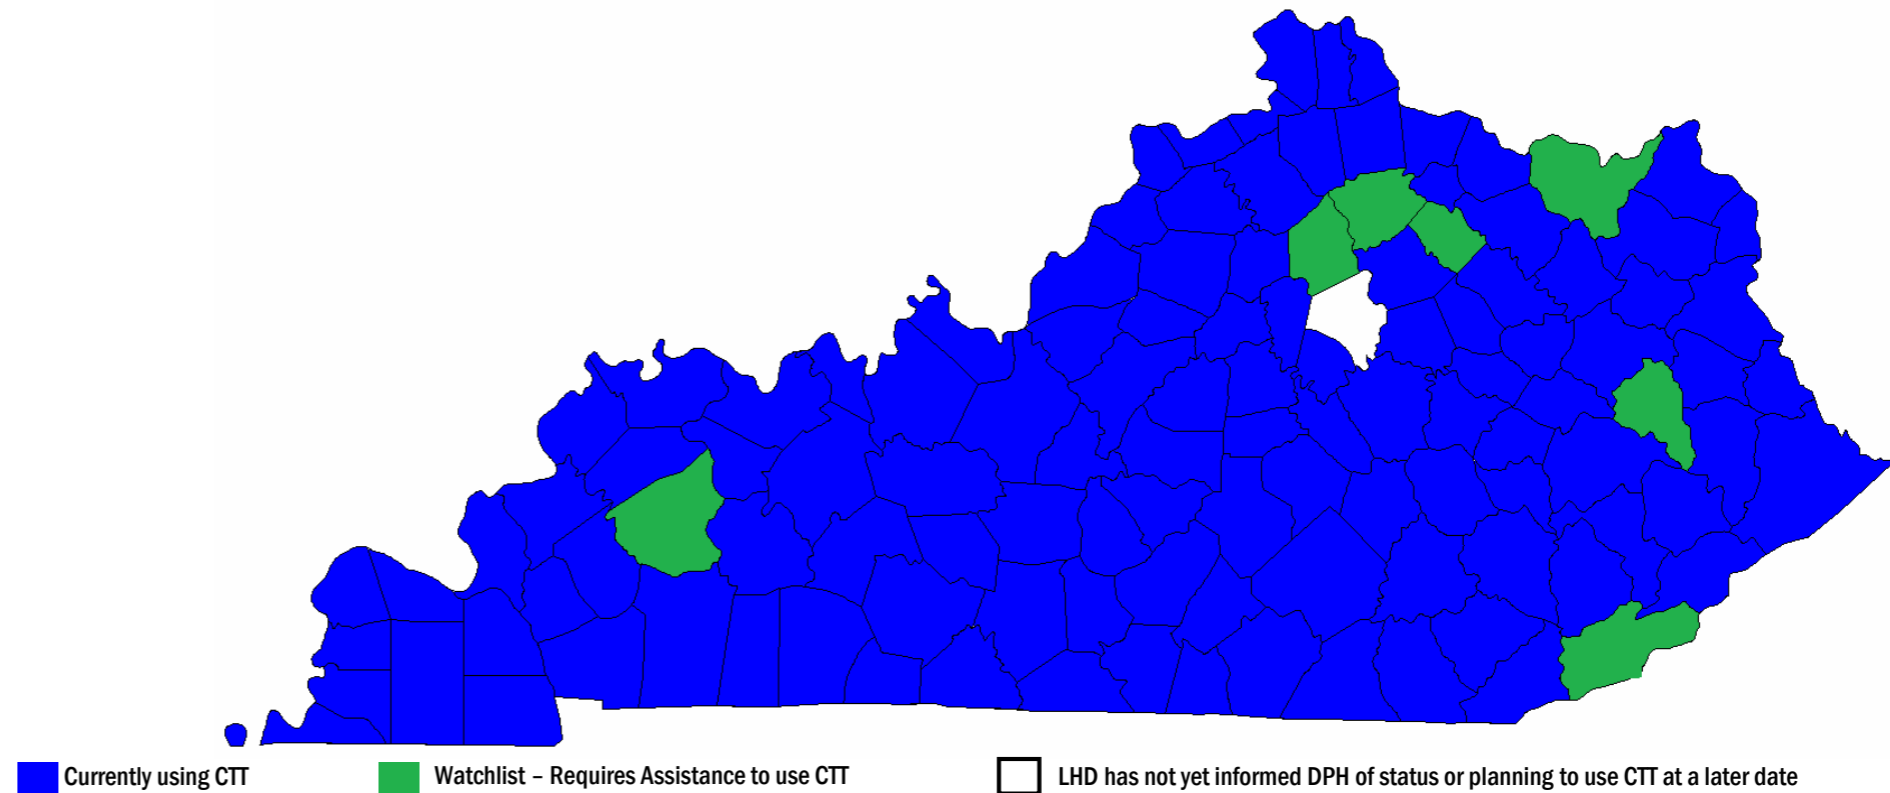 Currently using CTT
Watchlist – Requires Assistance to use CTT
LHD has not yet informed DPH of status or planning to use CTT at a later date